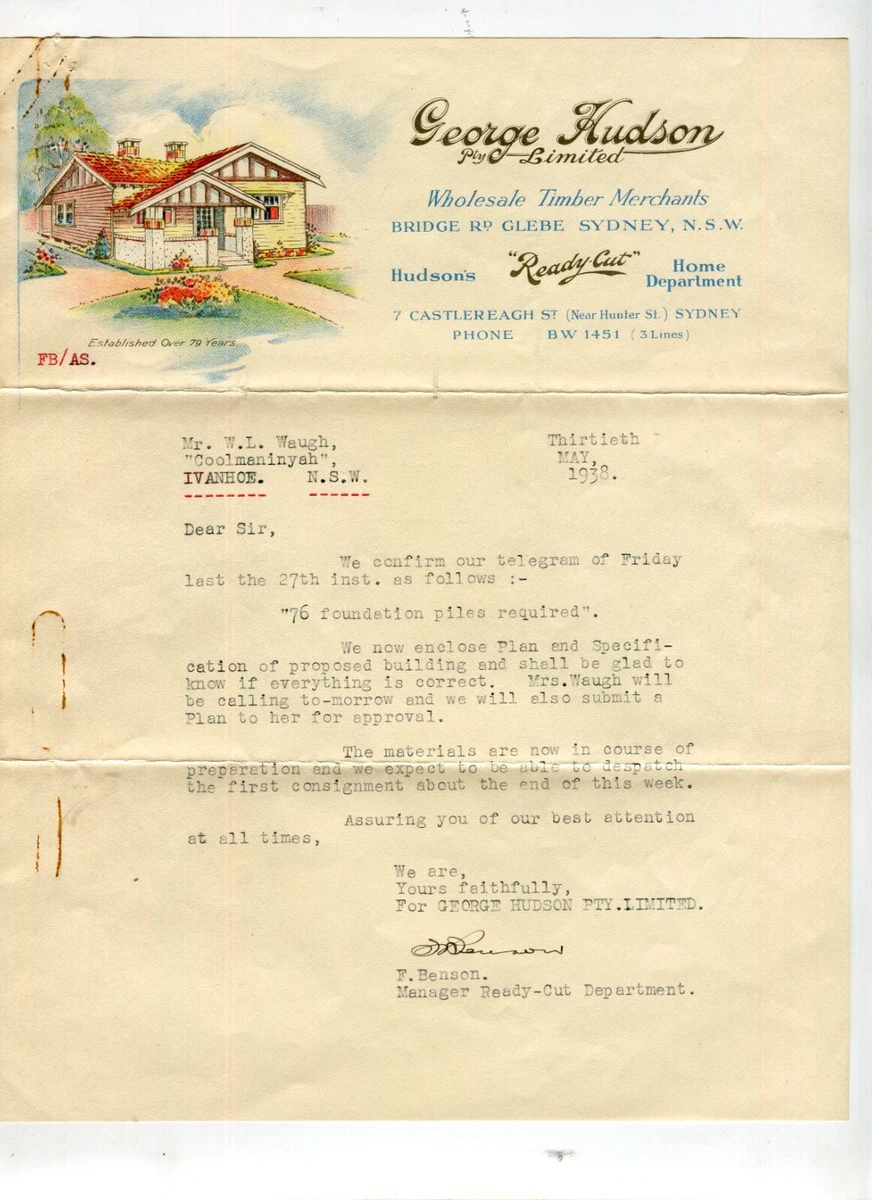 George Hudson
Pty Limited
Wholesale Timber Merchants
BRIDGE RD GLEBE SYDNEY, N.S.W.
Hudson's "Ready-Cut" Home Department
7 CASTLEREAGH ST (Near Hunter St.) SYDNEY
PHONE BW 1451 (3 Lines)
Established Over 79 Years.
FB/AS.
Mr. W.L. Waugh,
"Coolmaninyah",
IVANHOE. N.S.W.
Thirtieth
MAY,
1938.
Dear Sir,
We confirm our telegram of Friday
last the 27th inst. as follows :-
"76 foundation piles required".
We now enclose Plan and Specifi-
cation of proposed building and shall be glad to
know if everything is correct. Mrs.Waugh will
be calling to-morrow and we will also submit a
Plan to her for approval.
The materials are now in course of
preparation and we expect to be able to despatch
the first consignment about the end of this week.
Assuring you of our best attention
at all times,
We are,
Yours faithfully,
For GEORGE HUDSON PTY.LIMITED.
FBenson
F.Benson.
Manager Ready-Cut Department.